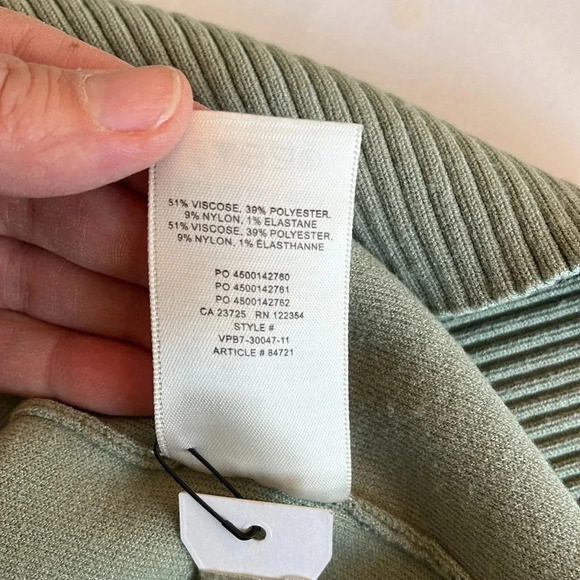 51% VISCOSE, 39% POLYESTER,
9% NYLON, 1% ELASTANE
51% VISCOSE, 39% POLYESTER,
9% NYLON, 1% ÉLASTHANNE
PO 4500142760
PO 4500142761
PO 4500142762
CA 23725 RN 122354
STYLE #
VPB7-30047-11
ARTICLE # 84721